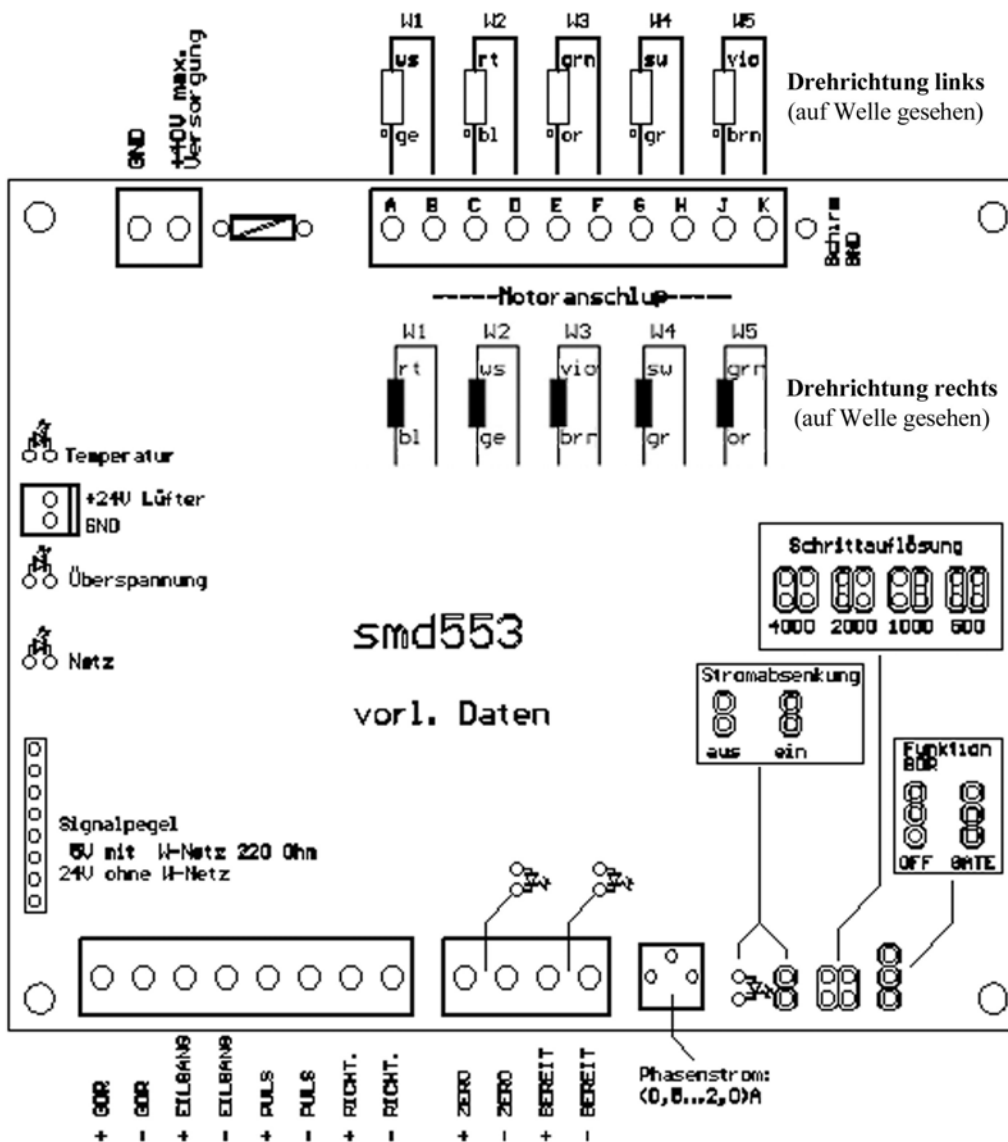 W1 W2 W3 W4 W5
ws rt grn sw vio
ge bl or gr brn
Drehrichtung links
(auf Welle gesehen)
GND
+40V max.
Versorgung
A B C D E F G H J K
Schirm
GND
-----Motoranschluß-----
W1 W2 W3 W4 W5
rt ws vio sw grn
bl ge brn gr or
Drehrichtung rechts
(auf Welle gesehen)
Temperatur
+24V Lüfter
GND
Überspannung
Netz
smd553
vorl. Daten
Schrittauflösung
4000 2000 1000 500
Stromabsenkung
aus ein
Funktion
GOR
OFF GATE
Signalpegel
5V mit W-Netz 220 Ohm
24V ohne W-Netz
+ GOR
- GOR
+ EILGANG
- EILGANG
+ PULS
- PULS
+ RICHT.
- RICHT.
+ ZERO
- ZERO
+ BEREIT
- BEREIT
Phasenstrom:
(0,5...2,0)A